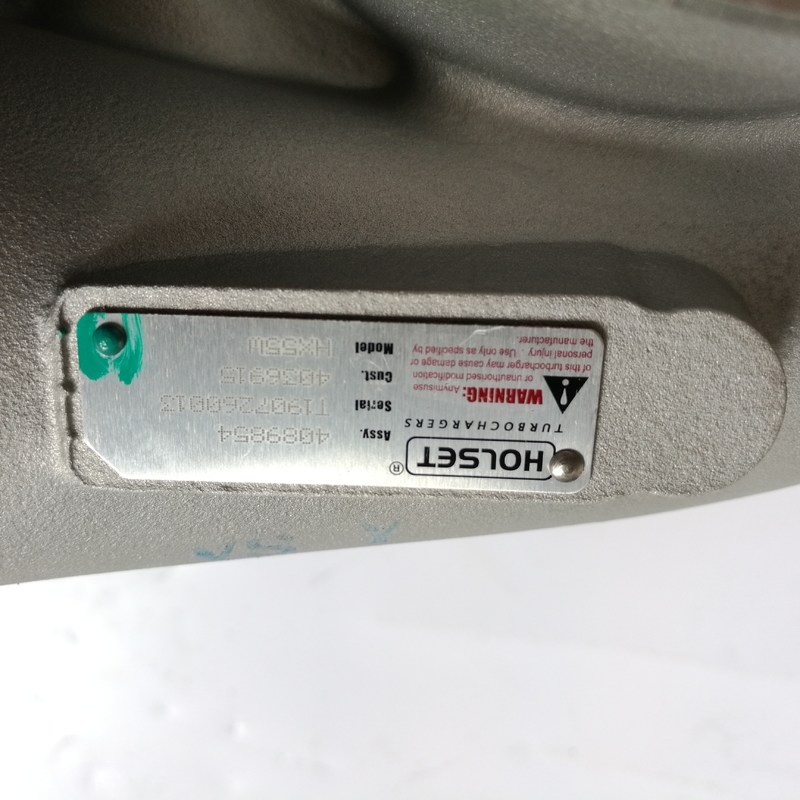 HOLSET®
TURBOCHARGERS
WARNING: Anymisuse
or unauthorised modification
of this turbocharger may cause damage or
personal injury. Use only as specified by
the manufacturer.
Assy. 4089854
Serial
Cust. 4036915
Model HX55W